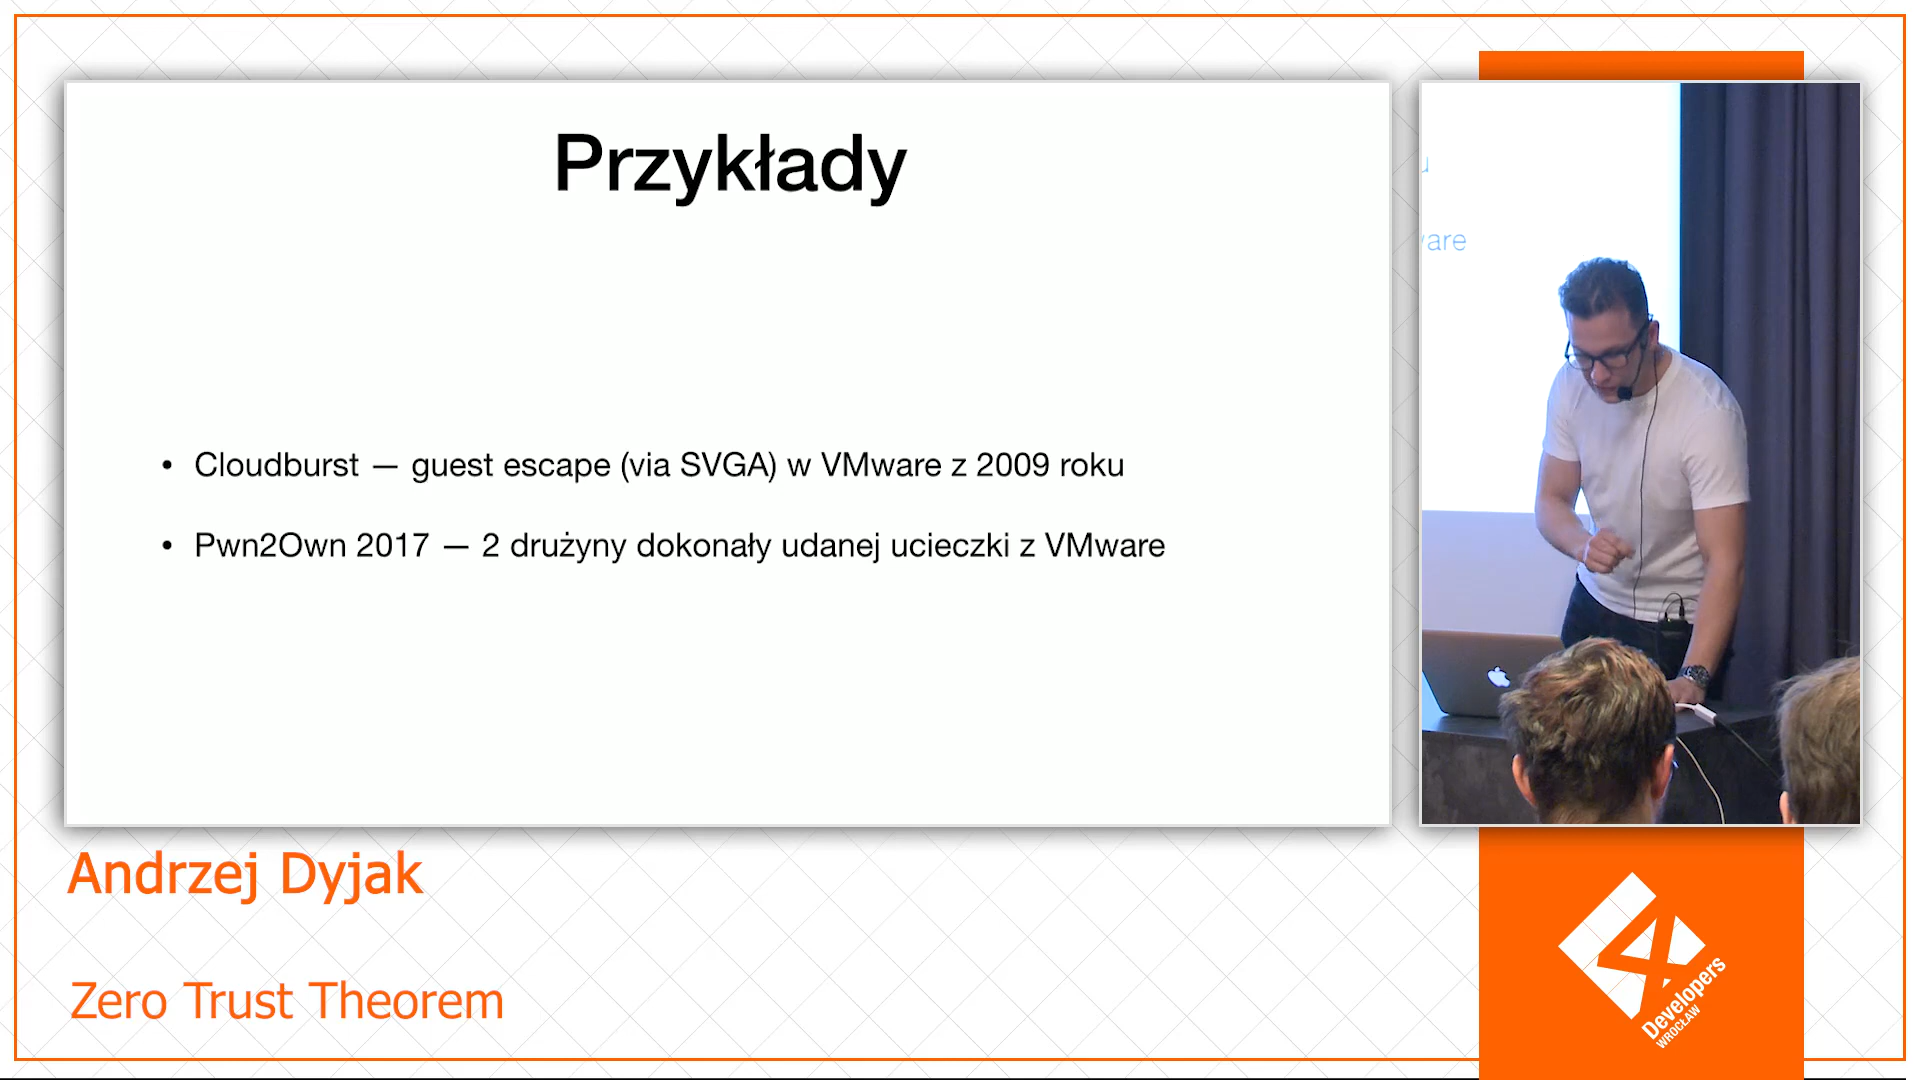 Przykłady
• Cloudburst — guest escape (via SVGA) w VMware z 2009 roku
• Pwn2Own 2017 — 2 drużyny dokonały udanej ucieczki z VMware
Andrzej Dyjak
Zero Trust Theorem
4
Developers
WROCŁAW